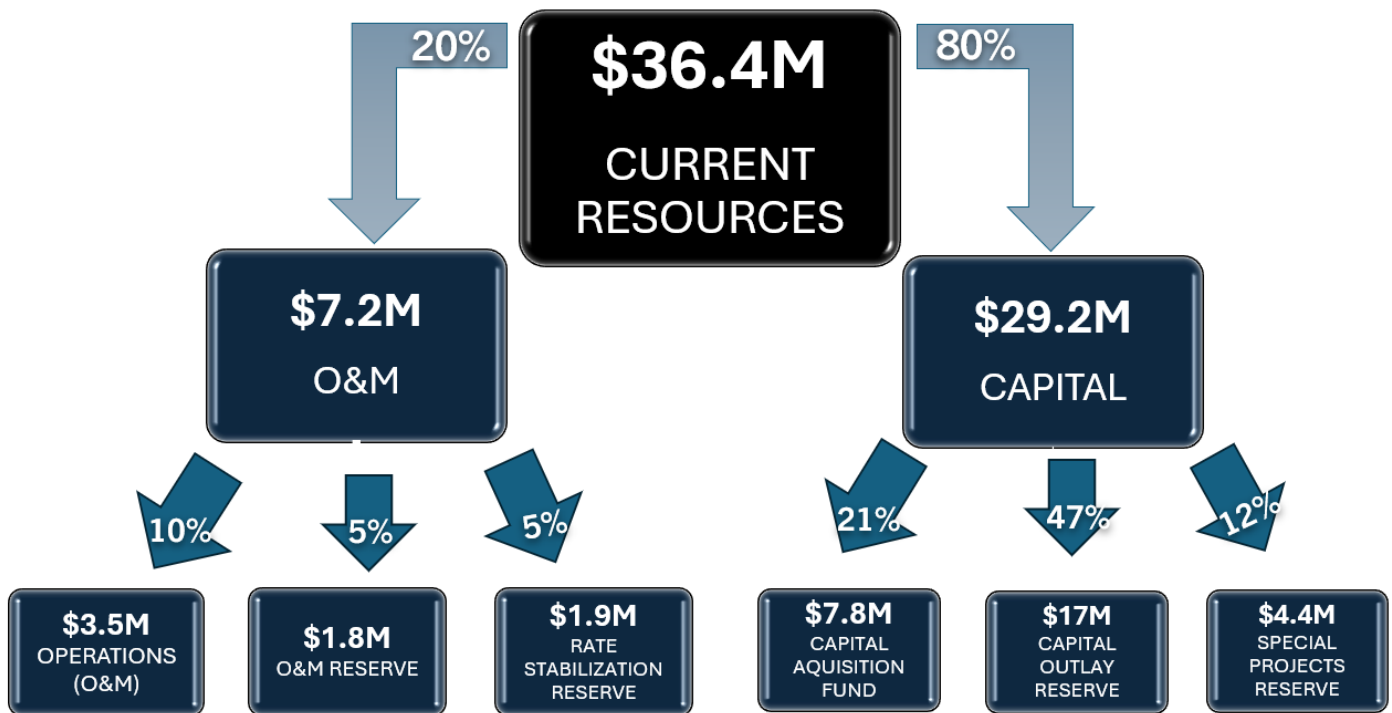 20%
$36.4M
80%
CURRENT
RESOURCES
$7.2M
O&M
$29.2M
CAPITAL
10%
5%
5%
21%
47%
12%
$3.5M
OPERATIONS
(O&M)
$1.8M
O&M RESERVE
$1.9M
RATE
STABILIZATION
RESERVE
$7.8M
CAPITAL
AQUISITION
FUND
$17M
CAPITAL
OUTLAY
RESERVE
$4.4M
SPECIAL
PROJECTS
RESERVE